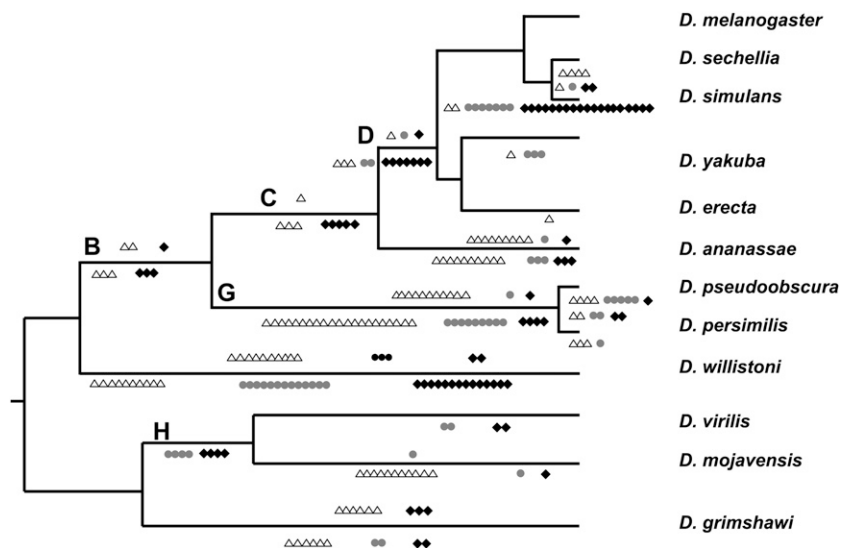 D. melanogaster
D. sechellia
D. simulans
D
D. yakuba
C
D. erecta
B
D. ananassae
G
D. pseudoobscura
D. persimilis
D. willistoni
D. virilis
H
D. mojavensis
D. grimshawi